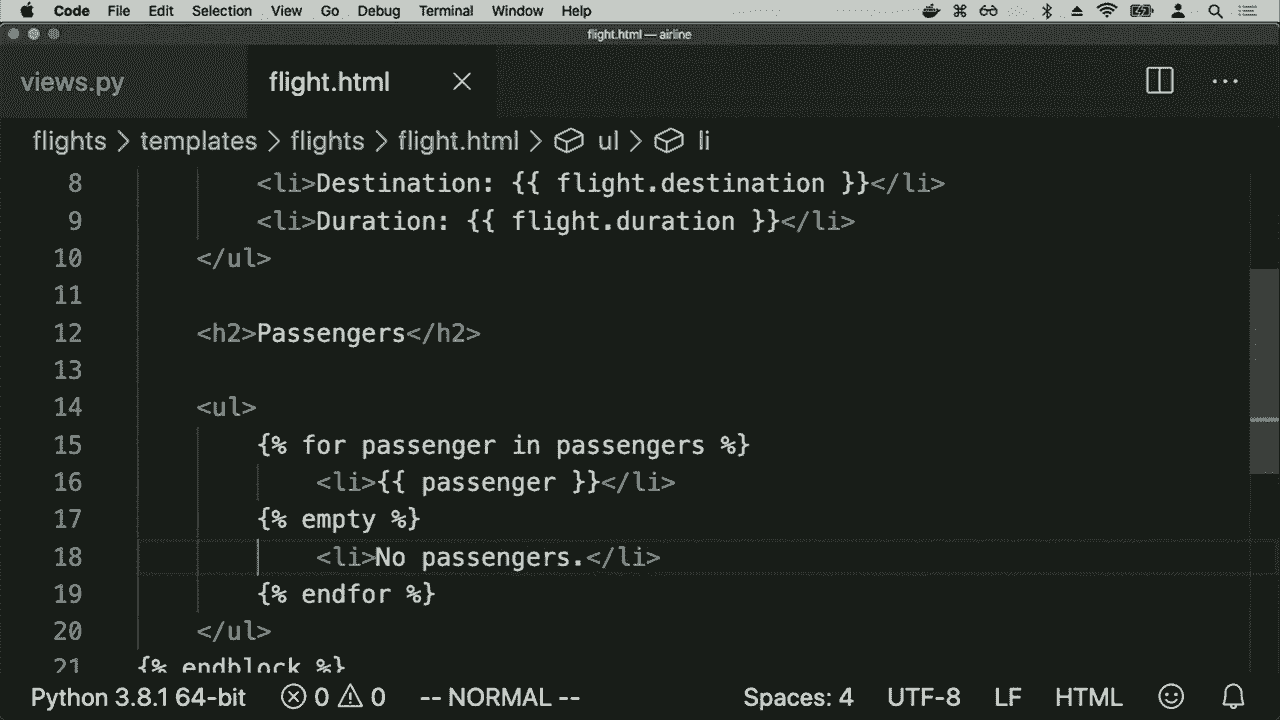 Code File Edit Selection View Go Debug Terminal Window Help
flight.html — airline
views.py flight.html
flights > templates > flights > flight.html > ul > li
8 <li>Destination: {{ flight.destination }}</li>
9 <li>Duration: {{ flight.duration }}</li>
10 </ul>
11
12 <h2>Passengers</h2>
13
14 <ul>
15 {% for passenger in passengers %}
16 <li>{{ passenger }}</li>
17 {% empty %}
18 <li>No passengers.</li>
19 {% endfor %}
20 </ul>
21 {% endblock %}
Python 3.8.1 64-bit 0 0 -- NORMAL -- Spaces: 4 UTF-8 LF HTML